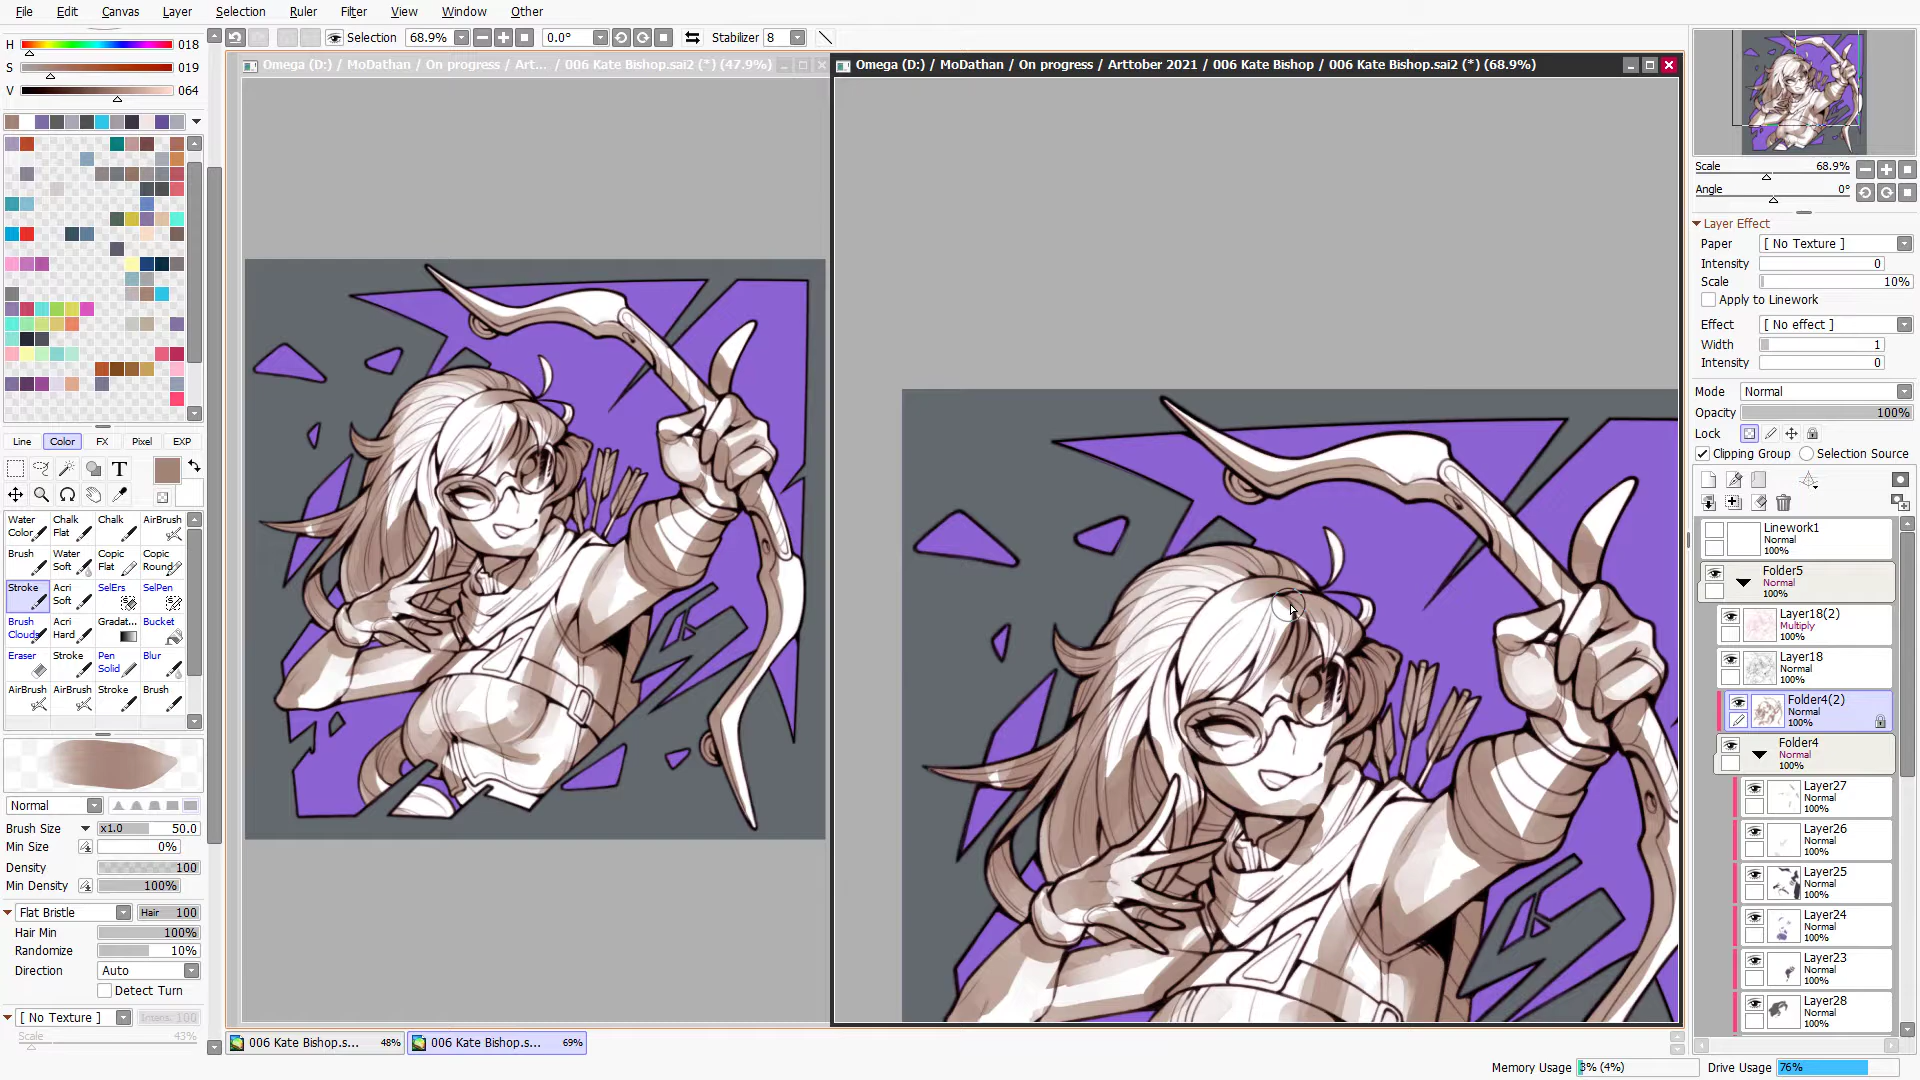 File Edit Canvas Layer Selection Ruler Filter View Window Other
H 018
S 019
V 064
Selection 68.9% 0.0° Stabilizer 8
Omega (D:) / MoDathan / On progress / Art... / 006 Kate Bishop.sai2 (*) (47.9%)
Omega (D:) / MoDathan / On progress / Arttober 2021 / 006 Kate Bishop / 006 Kate Bishop.sai2 (*) (68.9%)
Line Color FX Pixel EXP
T
Water Color Chalk Flat Chalk AirBrush
Brush Water Soft Copic Flat Copic Round
Stroke Acri Soft SelErs SelPen
Brush Clouds Acri Hard Gradat... Bucket
Eraser Stroke Pen Solid Blur
AirBrush AirBrush Stroke Brush
Normal
Brush Size x1.0 50.0
Min Size 0%
Density 100
Min Density 100%
Flat Bristle Hair 100
Hair Min 100%
Randomize 10%
Direction Auto
Detect Turn
[ No Texture ] Intens. 100
Scale 43%
006 Kate Bishop.s... 48%
006 Kate Bishop.s... 69%
Scale 68.9%
Angle 0°
Layer Effect
Paper [ No Texture ]
Intensity 0
Scale 10%
Apply to Linework
Effect [ No effect ]
Width 1
Intensity 0
Mode Normal
Opacity 100%
Lock
Clipping Group Selection Source
Linework1
Normal
100%
Folder5
Normal
100%
Layer18(2)
Multiply
100%
Layer18
Normal
100%
Folder4(2)
Normal
100%
Folder4
Normal
100%
Layer27
Normal
100%
Layer26
Normal
100%
Layer25
Normal
100%
Layer24
Normal
100%
Layer23
Normal
100%
Layer28
Normal
100%
Memory Usage 3% (4%) Drive Usage 76%